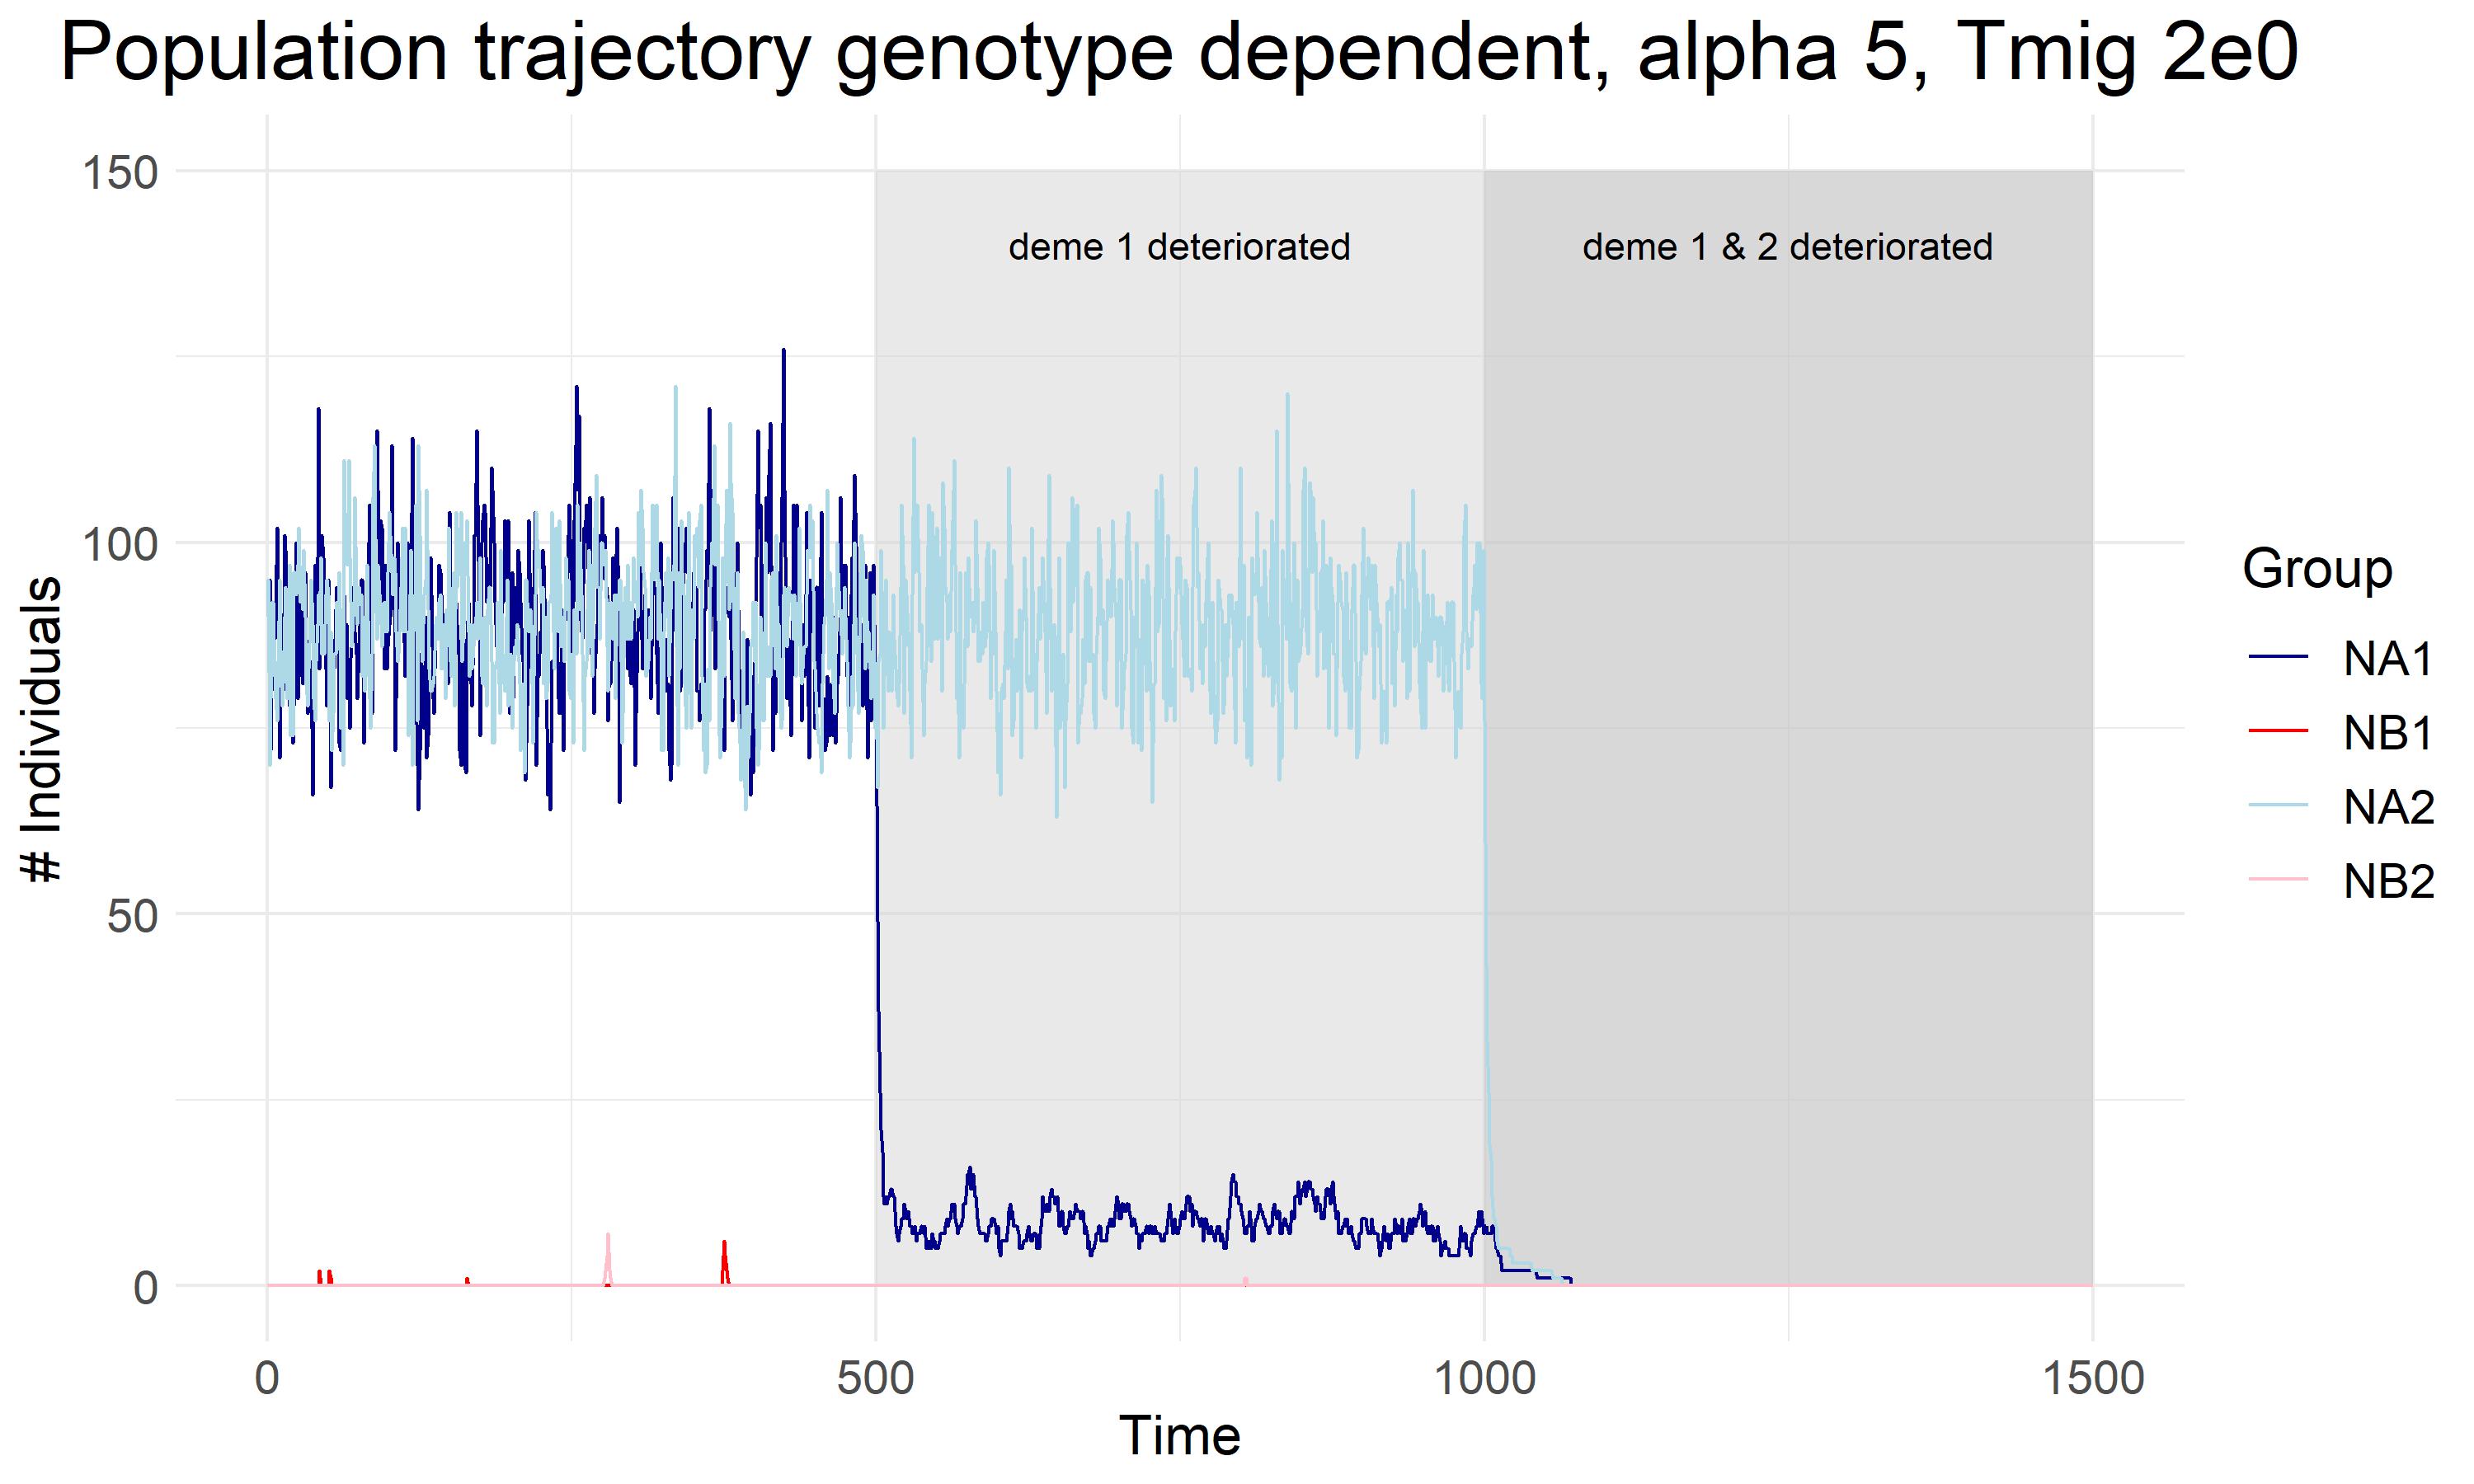 Population trajectory genotype dependent, alpha 5, Tmig 2e0
150
100
50
0
# Individuals
deme 1 deteriorated
deme 1 & 2 deteriorated
0
500
1000
1500
Time
Group
NA1
NB1
NA2
NB2